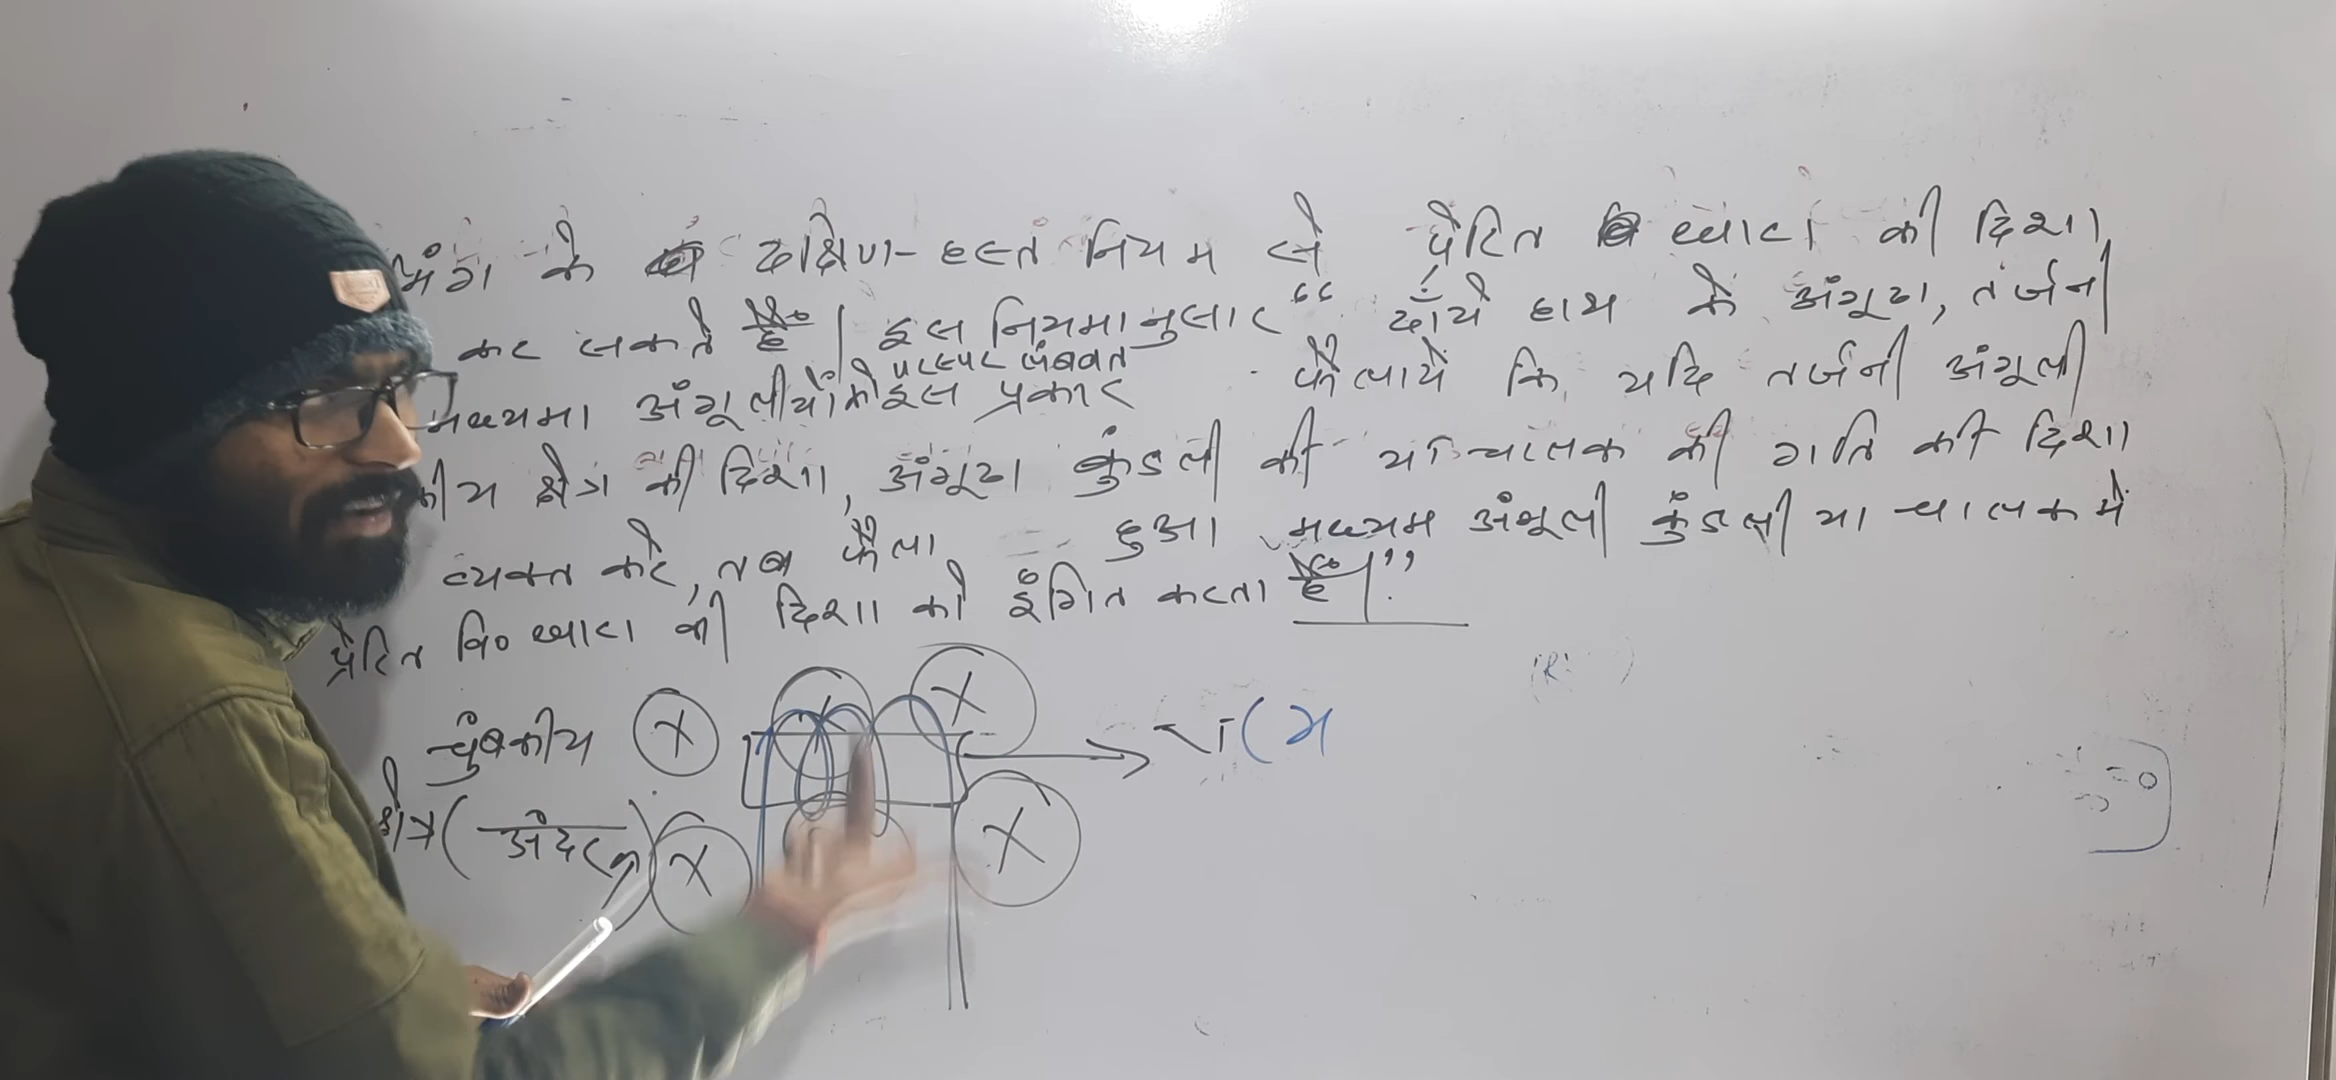 के दक्षिण-हस्त नियम से प्रेरित धारा की दिशा
कर सकते हैं। इस नियमानुसार “ दाँये हाथ के अंगूठा, तर्जनी
मध्यमा अंगूलीयों को परस्पर लंबवत इस प्रकार फैलाये कि यदि तर्जनी अंगूली
क्षेत्र की दिशा, अंगूठा कुंडली की या चालक की गति की दिशा
व्यक्त करे, तब फैला हुआ मध्यम अंगूली कुंडली या चालक में
प्रेरित वि० धारा की दिशा को इंगित करता है।”
चुंबकीय X X X V (ग
क्षेत्र (अंदर X X
= 0